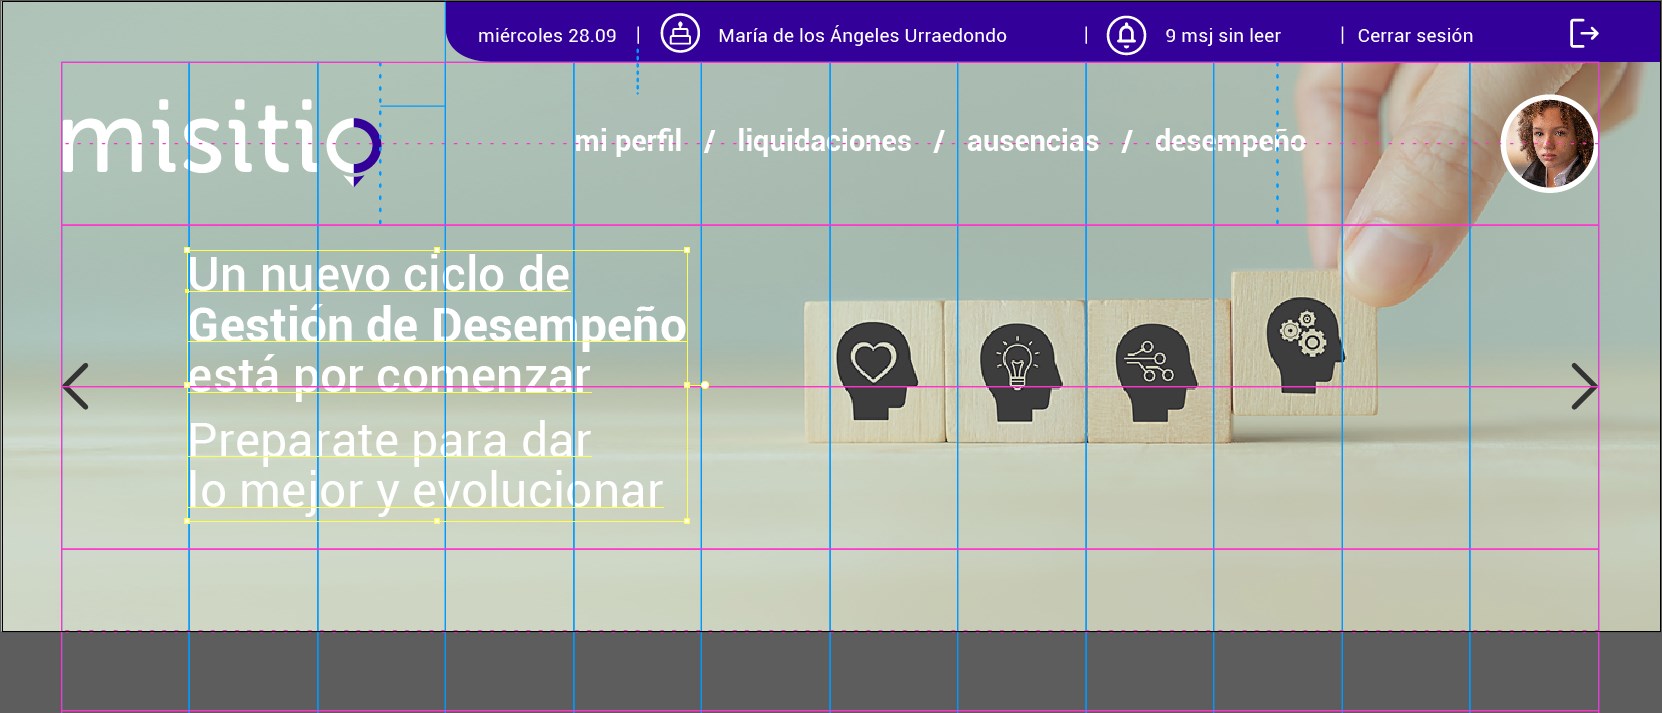 miércoles 28.09 | María de los Ángeles Urraedondo | 9 msj sin leer | Cerrar sesión
misitio
mi perfil / liquidaciones / ausencias / desempeño
Un nuevo ciclo de
Gestión de Desempeño
está por comenzar
Preparate para dar
lo mejor y evolucionar